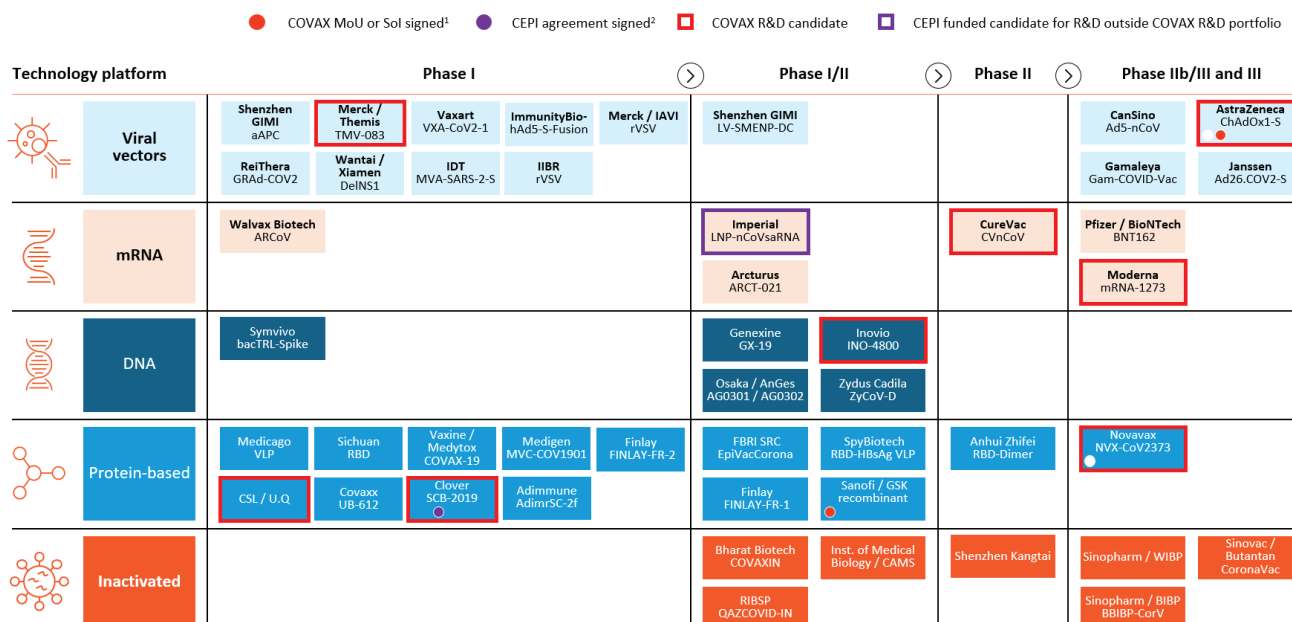 COVAX MoU or SoI signed¹
CEPI agreement signed²
COVAX R&D candidate
CEPI funded candidate for R&D outside COVAX R&D portfolio
Technology platform
Phase I
Phase I/II
Phase II
Phase IIb/III and III
Viral
vectors
Shenzhen
GIMI
aAPC
Merck /
Themis
TMV-083
Vaxart
VXA-CoV2-1
ImmunityBio-
hAd5-S-Fusion
Merck / IAVI
rVSV
ReiThera
GRAd-COV2
Wantai /
Xiamen
DelNS1
IDT
MVA-SARS-2-S
IIBR
rVSV
Shenzhen GIMI
LV-SMENP-DC
CanSino
Ad5-nCoV
AstraZeneca
ChAdOx1-S
Gamaleya
Gam-COVID-Vac
Janssen
Ad26.COV2-S
mRNA
Walvax Biotech
ARCoV
Imperial
LNP-nCoVsaRNA
Arcturus
ARCT-021
CureVac
CVnCoV
Pfizer / BioNTech
BNT162
Moderna
mRNA-1273
DNA
Symvivo
bacTRL-Spike
Genexine
GX-19
Inovio
INO-4800
Osaka / AnGes
AG0301 / AG0302
Zydus Cadila
ZyCoV-D
Protein-based
Medicago
VLP
Sichuan
RBD
Vaxine /
Medytox
COVAX-19
Medigen
MVC-COV1901
Finlay
FINLAY-FR-2
CSL / U.Q
Covaxx
UB-612
Clover
SCB-2019
Adimmune
AdimrSC-2f
FBRI SRC
EpiVacCorona
SpyBiotech
RBD-HBsAg VLP
Finlay
FINLAY-FR-1
Sanofi / GSK
recombinant
Anhui Zhifei
RBD-Dimer
Novavax
NVX-CoV2373
Inactivated
Bharat Biotech
COVAXIN
Inst. of Medical
Biology / CAMS
RIBSP
QAZCOVID-IN
Shenzhen Kangtai
Sinopharm / WIBP
Sinovac /
Butantan
CoronaVac
Sinopharm / BIBP
BBIBP-CorV